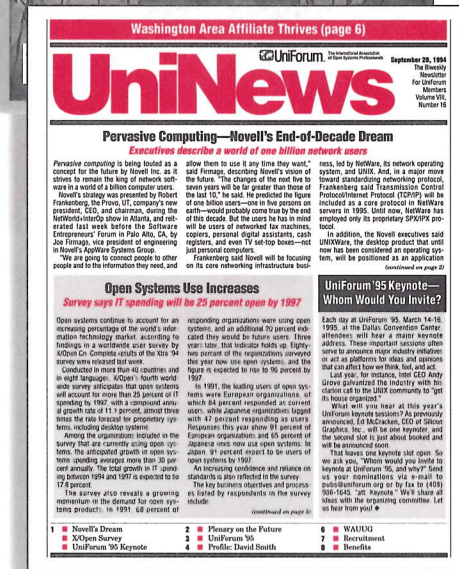 Washington Area Affiliate Thrives (page 6)
UniForum
The International Association
of Open Systems Professionals
UniNews
September 28, 1994
The Biweekly
Newsletter
For UniForum
Members
Volume VIII,
Number 16
Pervasive Computing—Novell's End-of-Decade Dream
Executives describe a world of one billion network users
Pervasive computing is being touted as a
concept for the future by Novell Inc. as it
strives to remain the king of network soft-
ware in a world of a billion computer users.
Novell's strategy was presented by Robert
Frankenberg, the Provo, UT, company's new
president, CEO, and chairman, during the
NetWorld+Interop show in Atlanta, and reit-
erated last week before the Software
Entrepreneurs' Forum in Palo Alto, CA, by
Joe Firmage, vice president of engineering
in Novell's AppWare Systems Group.
"We are going to connect people to other
people and to the information they need, and
allow them to use it any time they want,"
said Firmage, describing Novell's vision of
the future. "The changes of the next five to
seven years will be far greater than those of
the last 10," he said. He predicted the figure
of one billion users—one in five persons on
earth—would probably come true by the end
of this decade. But the users he has in mind
will be users of networked fax machines,
copiers, personal digital assistants, cash
registers, and even TV set-top boxes—not
just personal computers.
Frankenberg said Novell will be focusing
on its core networking infrastructure busi-
ness, led by NetWare, its network operating
system, and UNIX. And, in a major move
toward standardizing networking protocol,
Frankenberg said Transmission Control
Protocol/Internet Protocol (TCP/IP) will be
included as a core protocol in NetWare
servers in 1995. Until now, NetWare has
employed only its proprietary SPX/IPX pro-
tocol.
In addition, the Novell executives said
UNIXWare, the desktop product that until
now has been considered an operating sys-
tem, will be positioned as an application
(continued on page 2)
Open Systems Use Increases
Survey says IT spending will be 25 percent open by 1997
Open systems continue to account for an
increasing percentage of the world's infor-
mation technology market, according to
findings in a worldwide user survey by
X/Open Co. Complete results of the Xtra '94
survey were released last week.
Conducted in more than 40 countries and
in eight languages, X/Open's fourth world-
wide survey anticipates that open systems
will account for more than 25 percent of IT
spending by 1997, with a compound annu-
al growth rate of 11.3 percent, almost three
times the rate forecast for proprietary sys-
tems, including desktop systems.
Among the organizations included in the
survey that are currently using open sys-
tems, the anticipated growth in open sys-
tems spending averages more than 30 per-
cent annually. The total growth in IT spend-
ing between 1994 and 1997 is expected to be
17.8 percent.
The survey also reveals a growing
momentum in the demand for open sys-
tems products. In 1991, 68 percent of
responding organizations were using open
systems, and an additional 20 percent indi-
cated they would be future users. Three
years later, that indicator holds up. Eighty-
two percent of the organizations surveyed
this year now use open systems, and the
figure is expected to rise to 96 percent by
1997.
In 1991, the leading users of open sys-
tems were European organizations, of
which 84 percent responded as current
users, while Japanese organizations lagged
with 47 percent responding as users.
Responses this year show 91 percent of
European organizations and 65 percent of
Japanese ones now use open systems. In
Japan, 91 percent expect to be users of
open systems by 1997.
An increasing confidence and reliance on
standards is also reflected in the survey.
The key business objectives and process-
es listed by respondents in the survey
include:
(continued on page 5)
UniForum '95 Keynote—
Whom Would You Invite?
Each day at UniForum '95, March 14-16,
1995, at the Dallas Convention Center,
attendees will hear a major keynote
address. These important sessions often
serve to announce major industry initiatives
or act as platforms for ideas and opinions
that can affect how we think, feel, and act.
Last year, for instance, Intel CEO Andy
Grove galvanized the industry with his
clarion call to the UNIX community to "get
its house organized."
What will you hear at this year's
UniForum keynote sessions? As previously
announced, Ed McCracken, CEO of Silicon
Graphics, Inc., will be one keynoter, and
the second slot is just about booked and
will be announced soon.
That leaves one keynote slot open. So
we ask you, "Whom would you invite to
keynote at UniForum '95, and why?" Send
us your nominations via e-mail to
pubs@uniforum.org or by fax to (408)
986-1645, "att: Keynote." We'll share all
ideas with the organizing committee. Let
us hear from you! ◆
1 ■ Novell's Dream
■ X/Open Survey
■ UniForum '95 Keynote
2 ■ Plenary on the Future
3 ■ UniForum '95
4 ■ Profile: David Smith
6 ■ WAUUG
7 ■ Recruitment
8 ■ Benefits